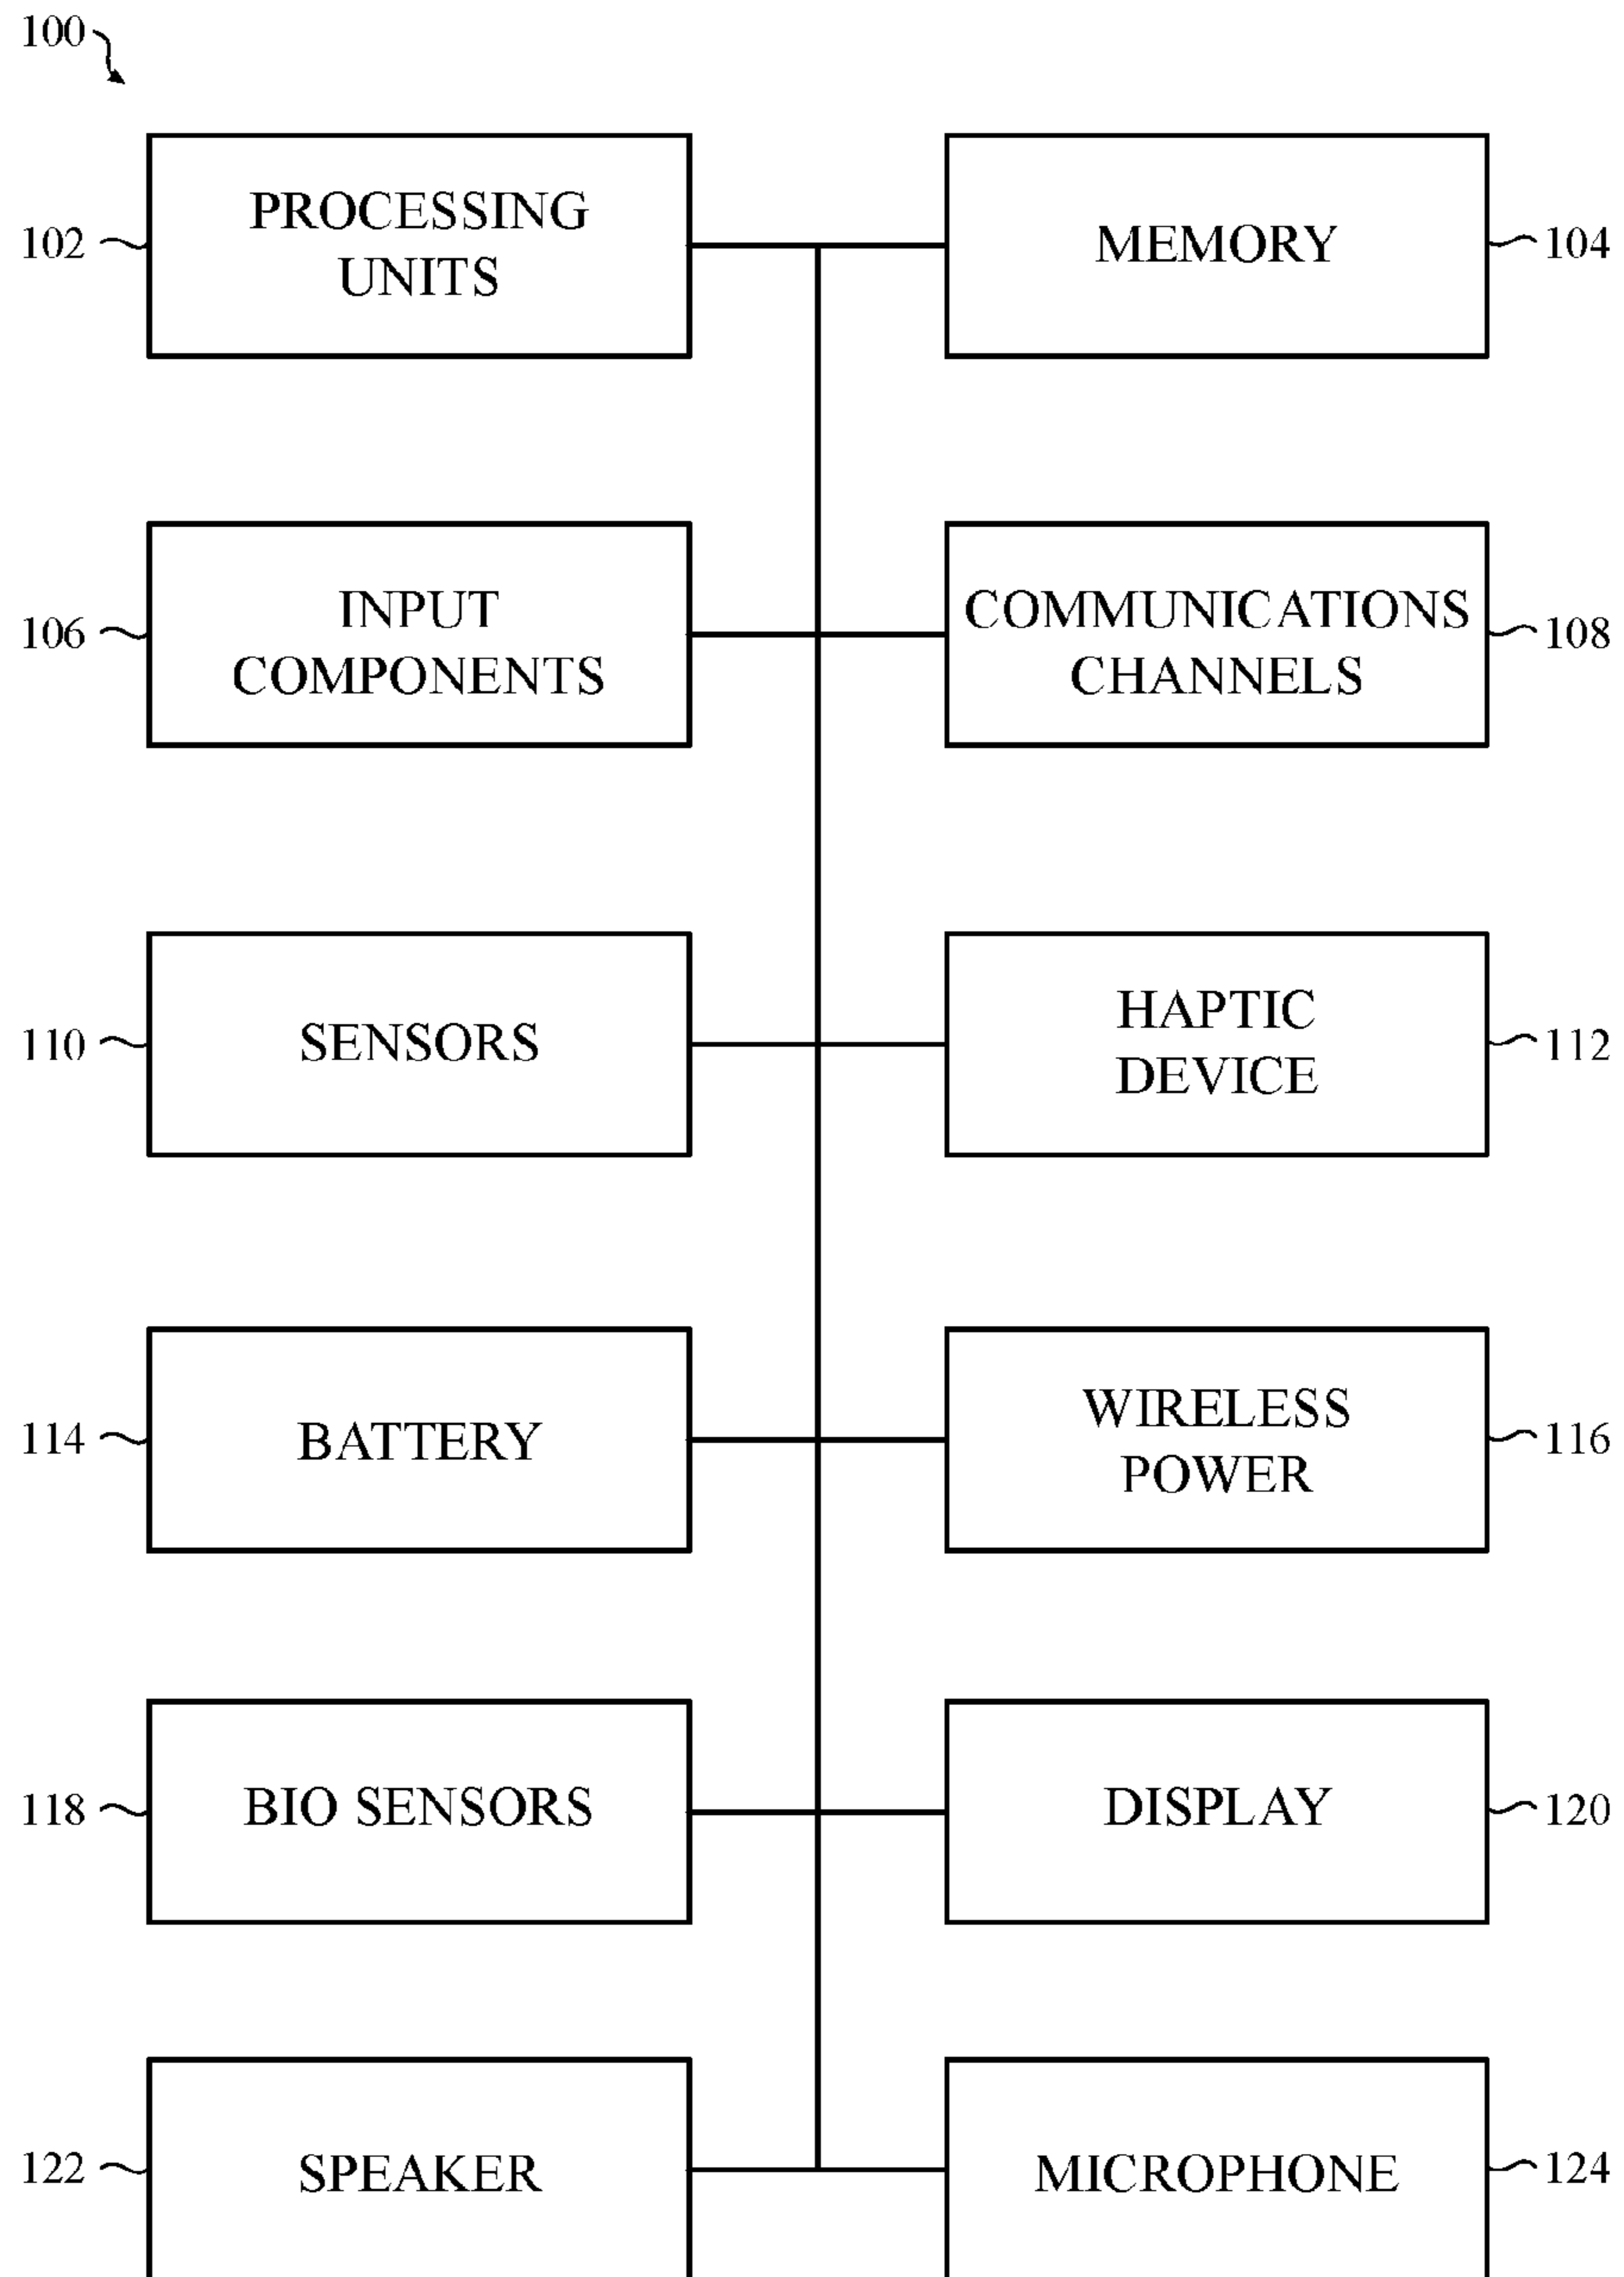 100
102
PROCESSING
UNITS
MEMORY
104
106
INPUT
COMPONENTS
COMMUNICATIONS
CHANNELS
108
110
SENSORS
HAPTIC
DEVICE
112
114
BATTERY
WIRELESS
POWER
116
118
BIO SENSORS
DISPLAY
120
122
SPEAKER
MICROPHONE
124